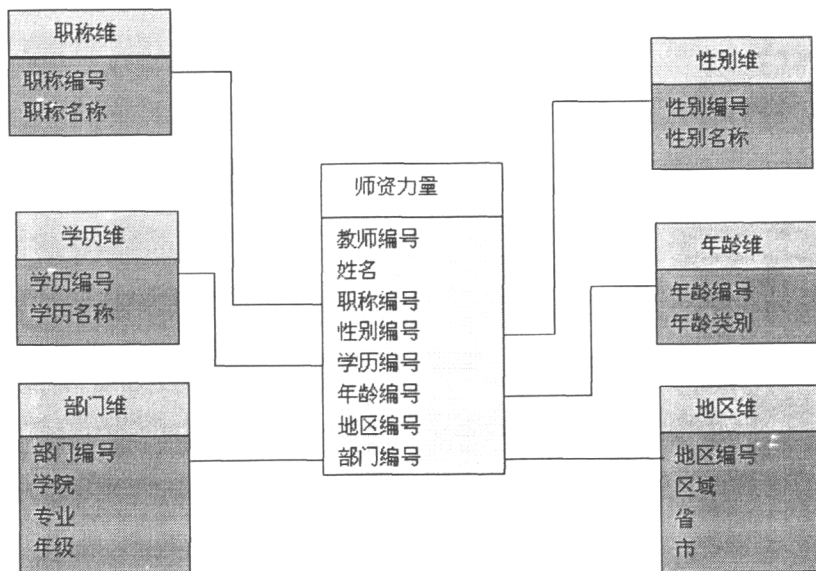 职称维
职称编号
职称名称
学历维
学历编号
学历名称
部门维
部门编号
学院
专业
年级
师资力量
教师编号
姓名
职称编号
性别编号
学历编号
年龄编号
地区编号
部门编号
性别维
性别编号
性别名称
年龄维
年龄编号
年龄类别
地区维
地区编号
区域
省
市